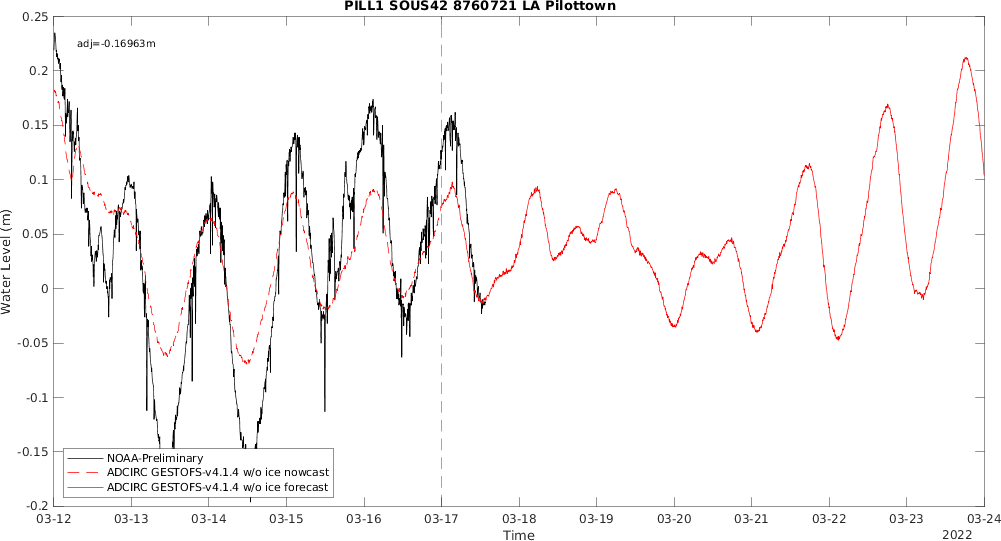 PILL1 SOUS42 8760721 LA Pilottown
adj=-0.16963m
0.25
0.2
0.15
0.1
0.05
0
-0.05
-0.1
-0.15
-0.2
Water Level (m)
NOAA-Preliminary
ADCIRC GESTOFS-v4.1.4 w/o ice nowcast
ADCIRC GESTOFS-v4.1.4 w/o ice forecast
03-12 03-13 03-14 03-15 03-16 03-17 03-18 03-19 03-20 03-21 03-22 03-23 03-24
Time
2022